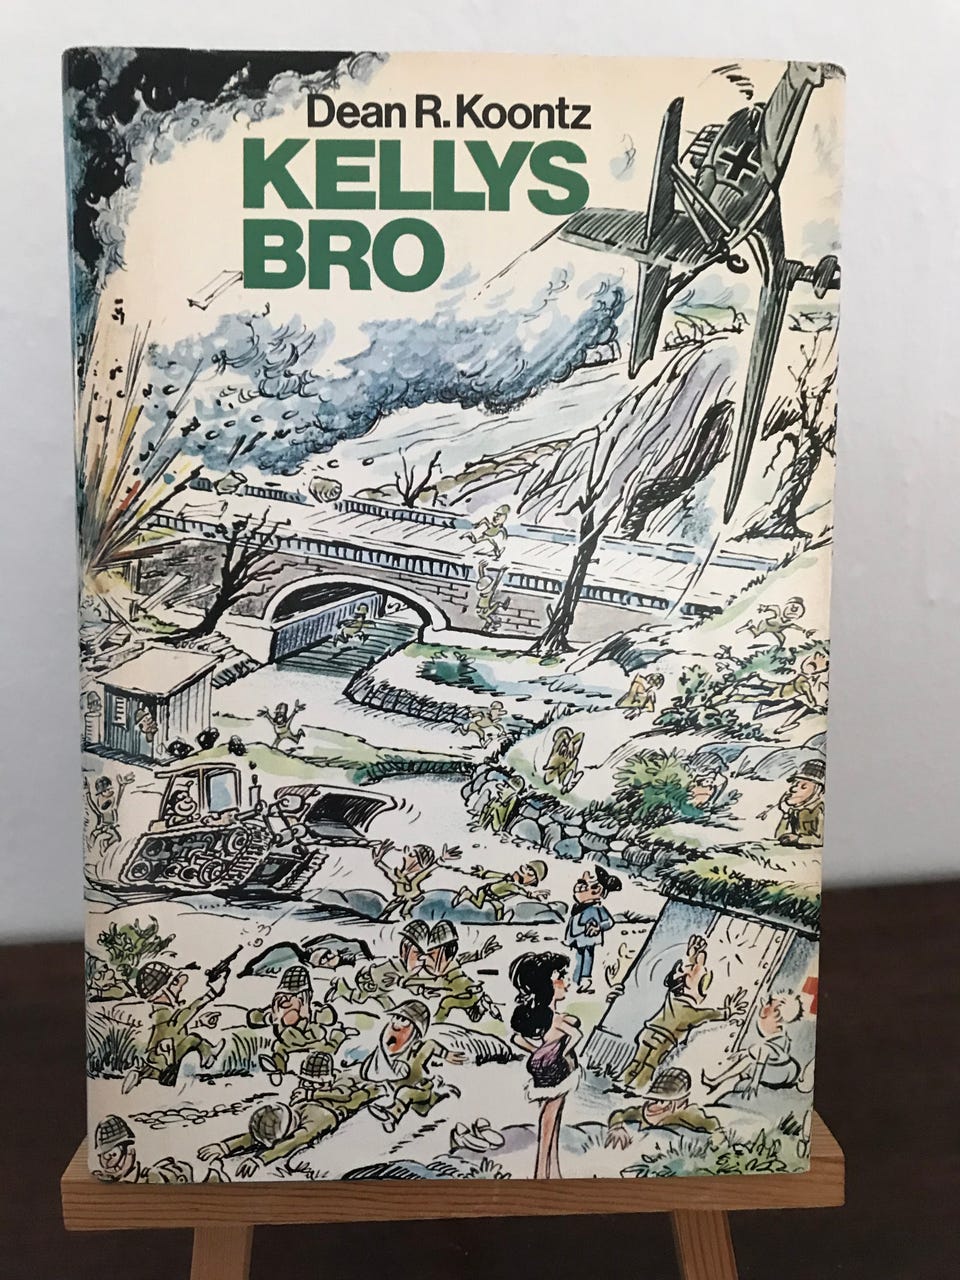 Dean R. Koontz
KELLYS
BRO